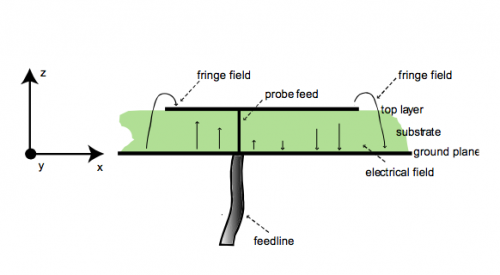 z
fringe field
fringe field
probe feed
top layer
substrate
ground plane
y
x
electrical field
feedline